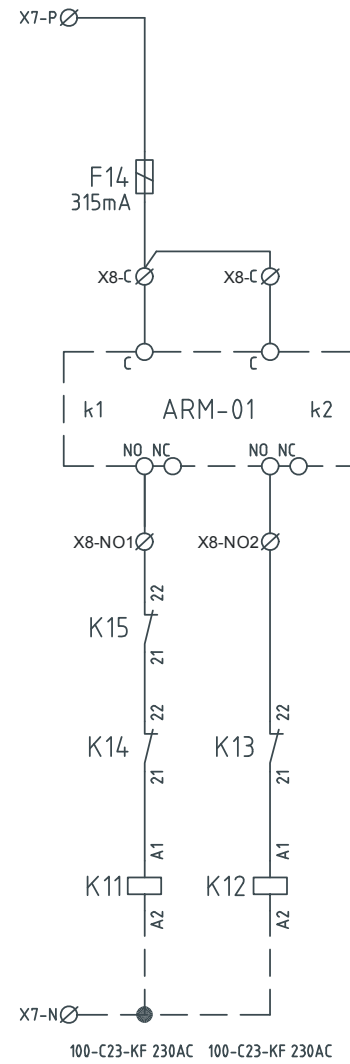 X7-P
F14
315mA
X8-C X8-C
C C
k1 ARM-01 k2
NO NC NO NC
X8-NO1 X8-NO2
22
K15
21
22 22
K14 K13
21 21
A1 A1
K11 K12
A2 A2
X7-N
100-C23-KF 230AC 100-C23-KF 230AC